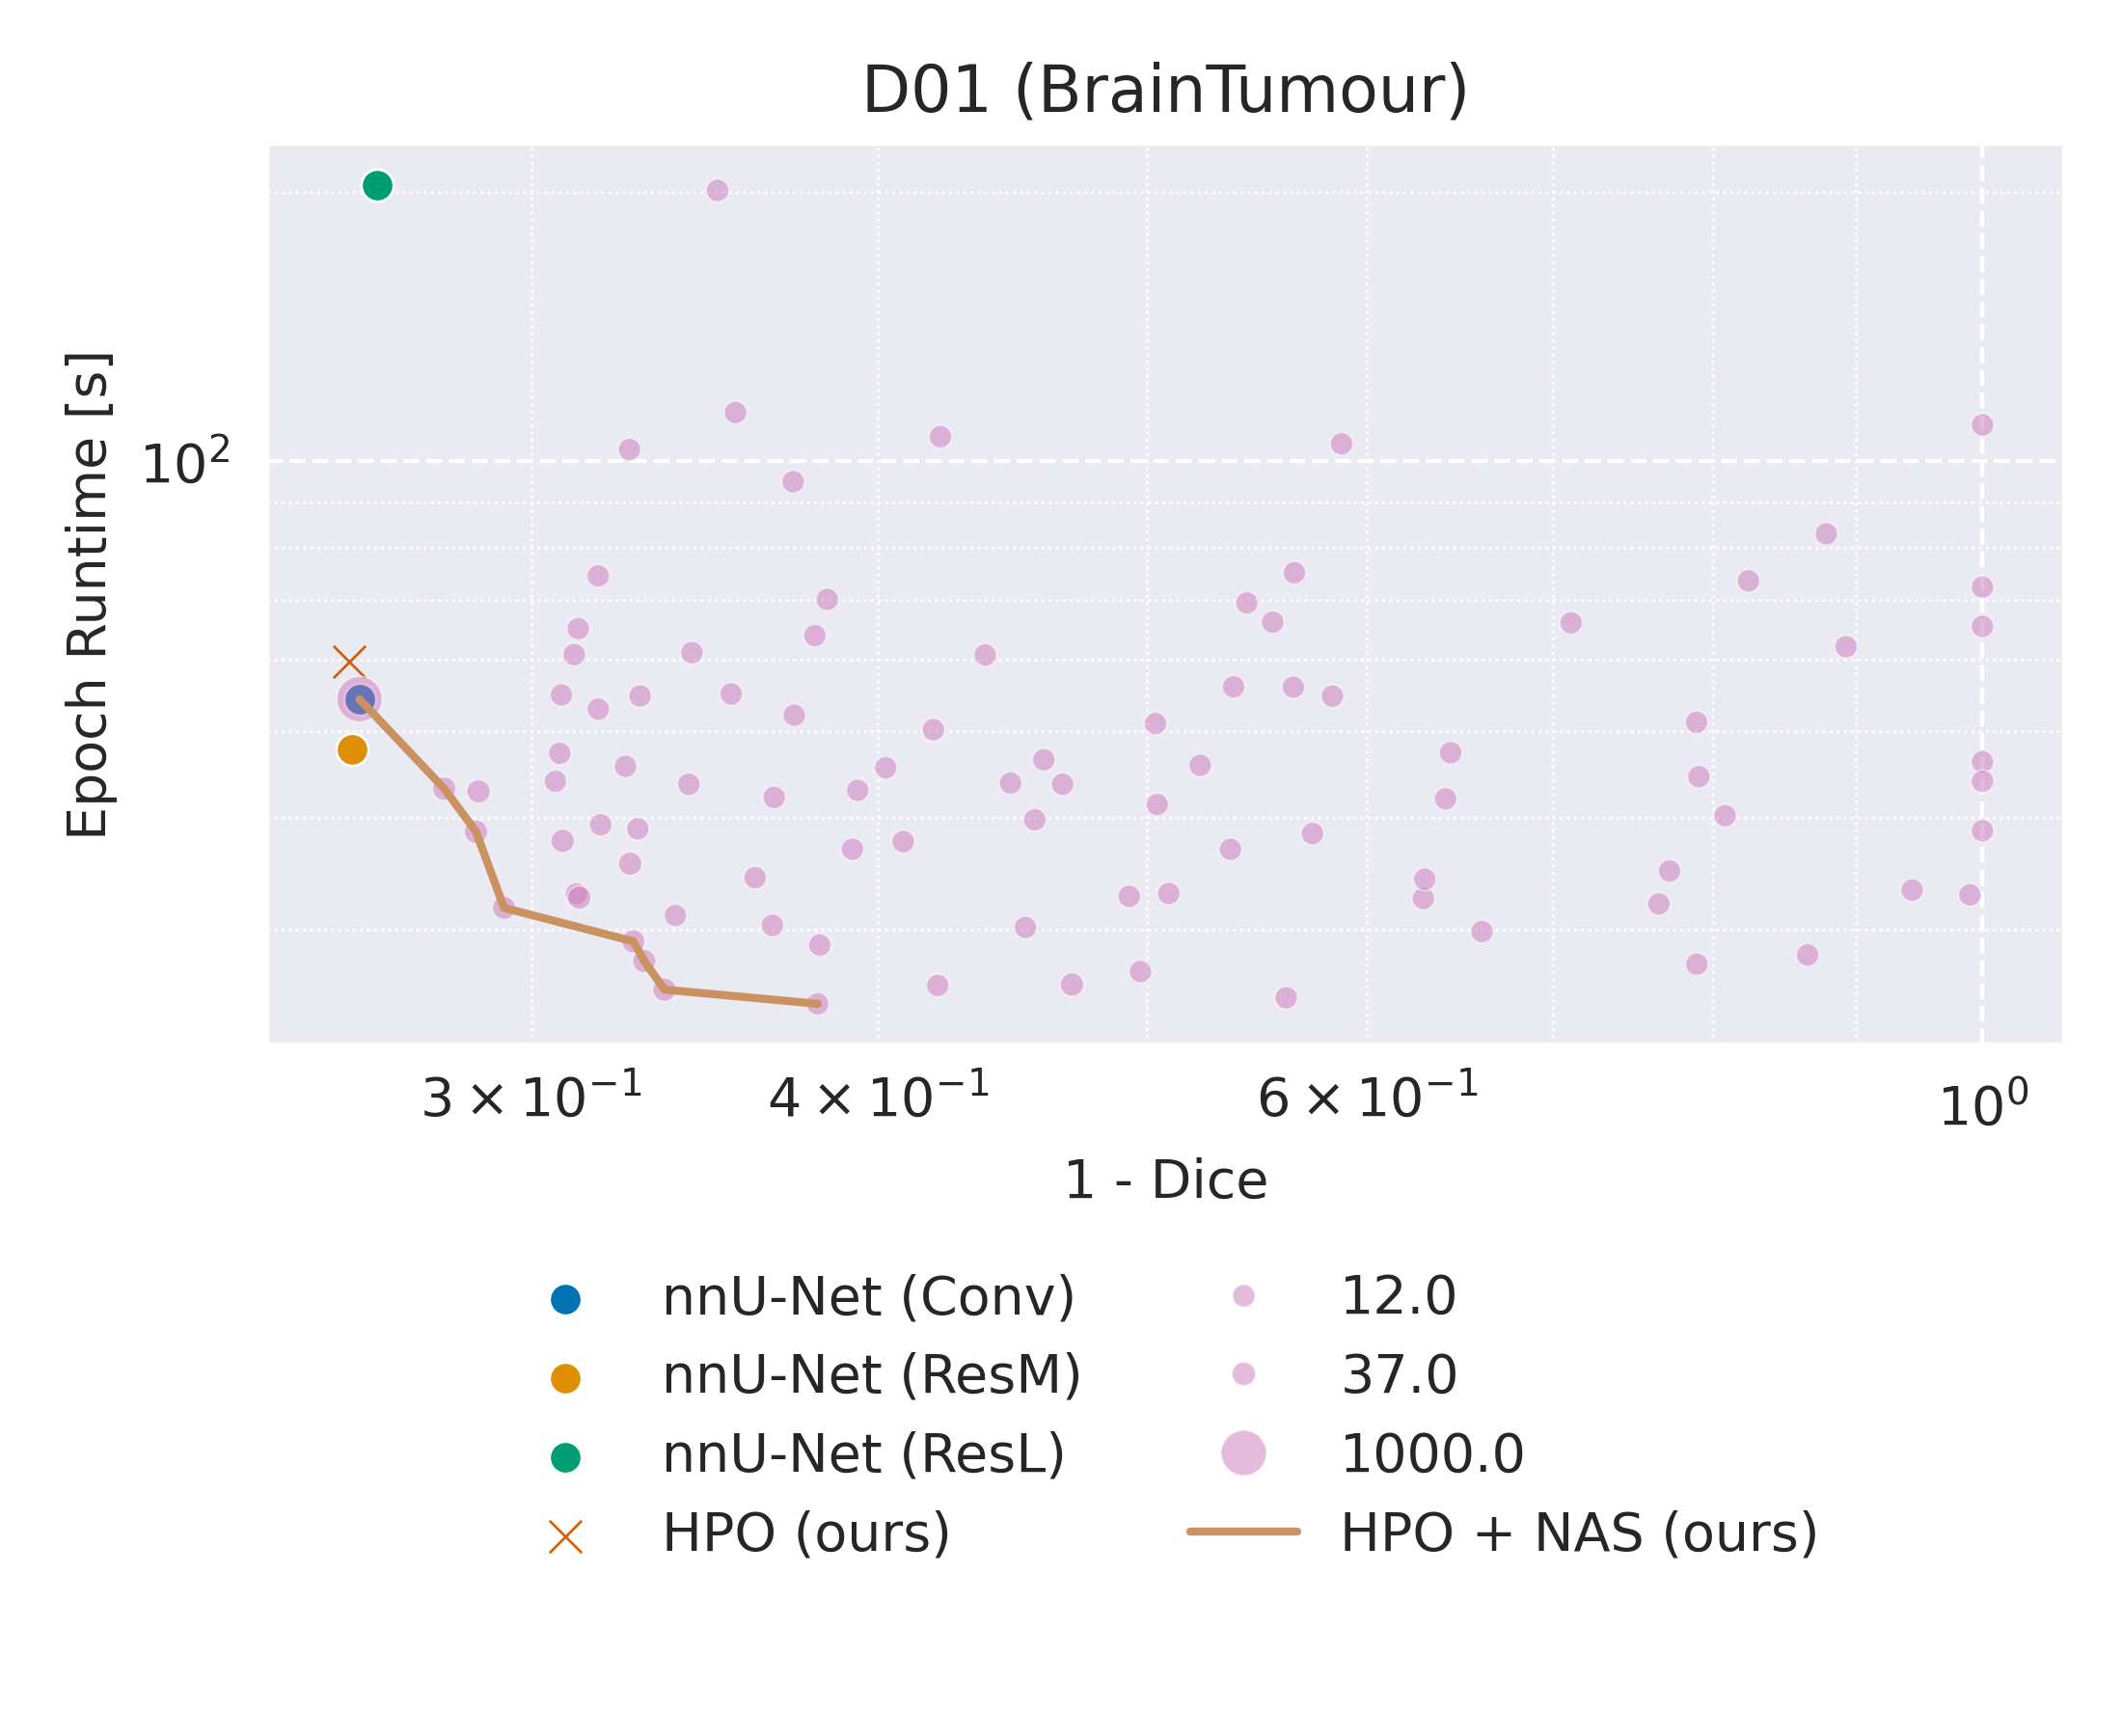 D01 (BrainTumour)
Epoch Runtime [s]
10²
3 × 10⁻¹
4 × 10⁻¹
6 × 10⁻¹
10⁰
1 - Dice
nnU-Net (Conv)
nnU-Net (ResM)
nnU-Net (ResL)
HPO (ours)
12.0
37.0
1000.0
HPO + NAS (ours)